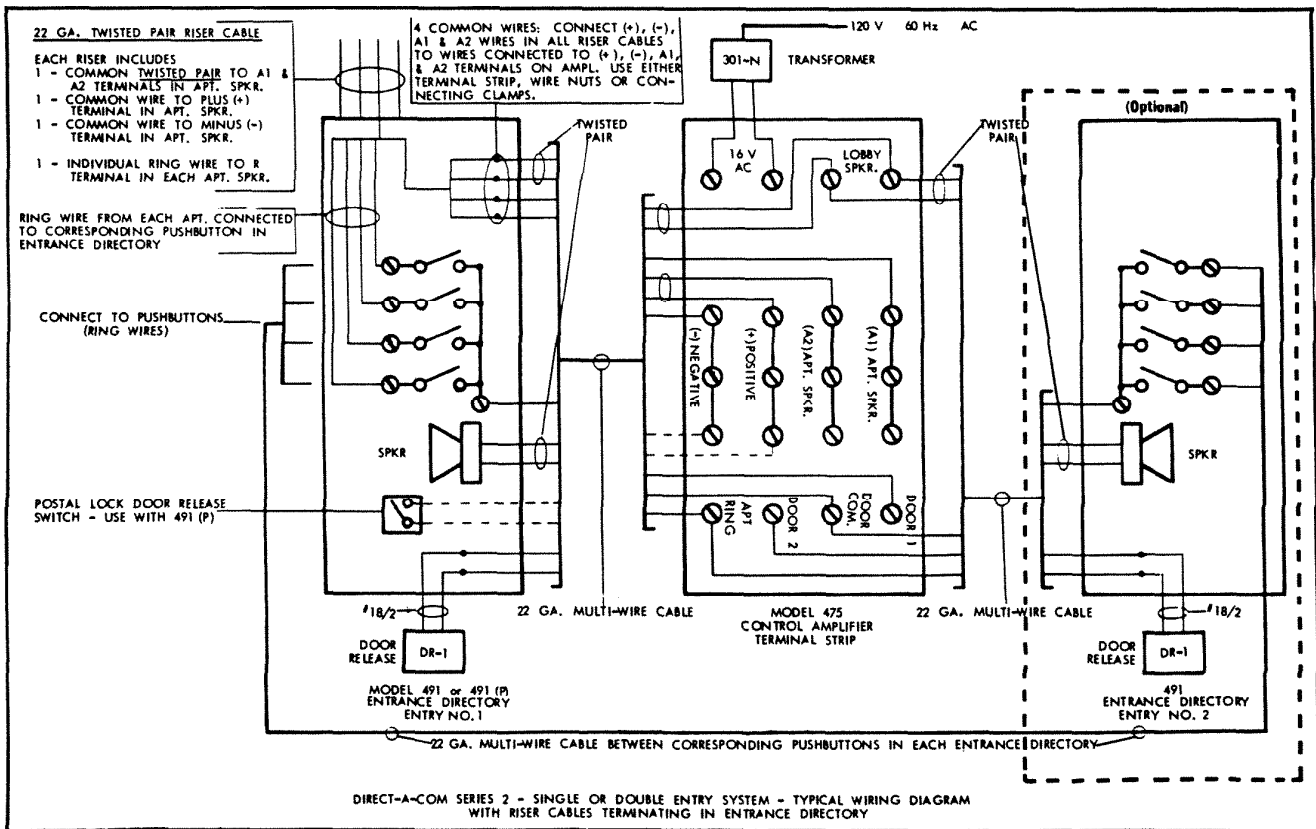 22 GA. TWISTED PAIR RISER CABLE
EACH RISER INCLUDES
1 - COMMON TWISTED PAIR TO A1 &
A2 TERMINALS IN APT. SPKR.
1 - COMMON WIRE TO PLUS (+)
TERMINAL IN APT. SPKR.
1 - COMMON WIRE TO MINUS (-)
TERMINAL IN APT. SPKR.
1 - INDIVIDUAL RING WIRE TO R
TERMINAL IN EACH APT. SPKR.
RING WIRE FROM EACH APT. CONNECTED
TO CORRESPONDING PUSHBUTTON IN
ENTRANCE DIRECTORY
CONNECT TO PUSHBUTTONS
(RING WIRES)
POSTAL LOCK DOOR RELEASE
SWITCH - USE WITH 491 (P)
4 COMMON WIRES: CONNECT (+), (-),
A1 & A2 WIRES IN ALL RISER CABLES
TO WIRES CONNECTED TO (+), (-), A1,
& A2 TERMINALS ON AMPL. USE EITHER
TERMINAL STRIP, WIRE NUTS OR CON-
NECTING CLAMPS.
TWISTED
PAIR
SPKR
#18/2
DOOR
RELEASE
DR-1
MODEL 491 or 491 (P)
ENTRANCE DIRECTORY
ENTRY NO. 1
22 GA. MULTI-WIRE CABLE
120 V 60 Hz AC
301-N
TRANSFORMER
16 V
AC
LOBBY
SPKR.
(-) NEGATIVE
(+) POSITIVE
(A2) APT. SPKR.
(A1) APT. SPKR.
APT
RING
DOOR 2
DOOR
COM.
DOOR 1
MODEL 475
CONTROL AMPLIFIER
TERMINAL STRIP
TWISTED
PAIR
22 GA. MULTI-WIRE CABLE
(Optional)
SPKR
#18/2
DOOR
RELEASE
DR-1
491
ENTRANCE DIRECTORY
ENTRY NO. 2
22 GA. MULTI-WIRE CABLE BETWEEN CORRESPONDING PUSHBUTTONS IN EACH ENTRANCE DIRECTORY
DIRECT-A-COM SERIES 2 - SINGLE OR DOUBLE ENTRY SYSTEM - TYPICAL WIRING DIAGRAM
WITH RISER CABLES TERMINATING IN ENTRANCE DIRECTORY